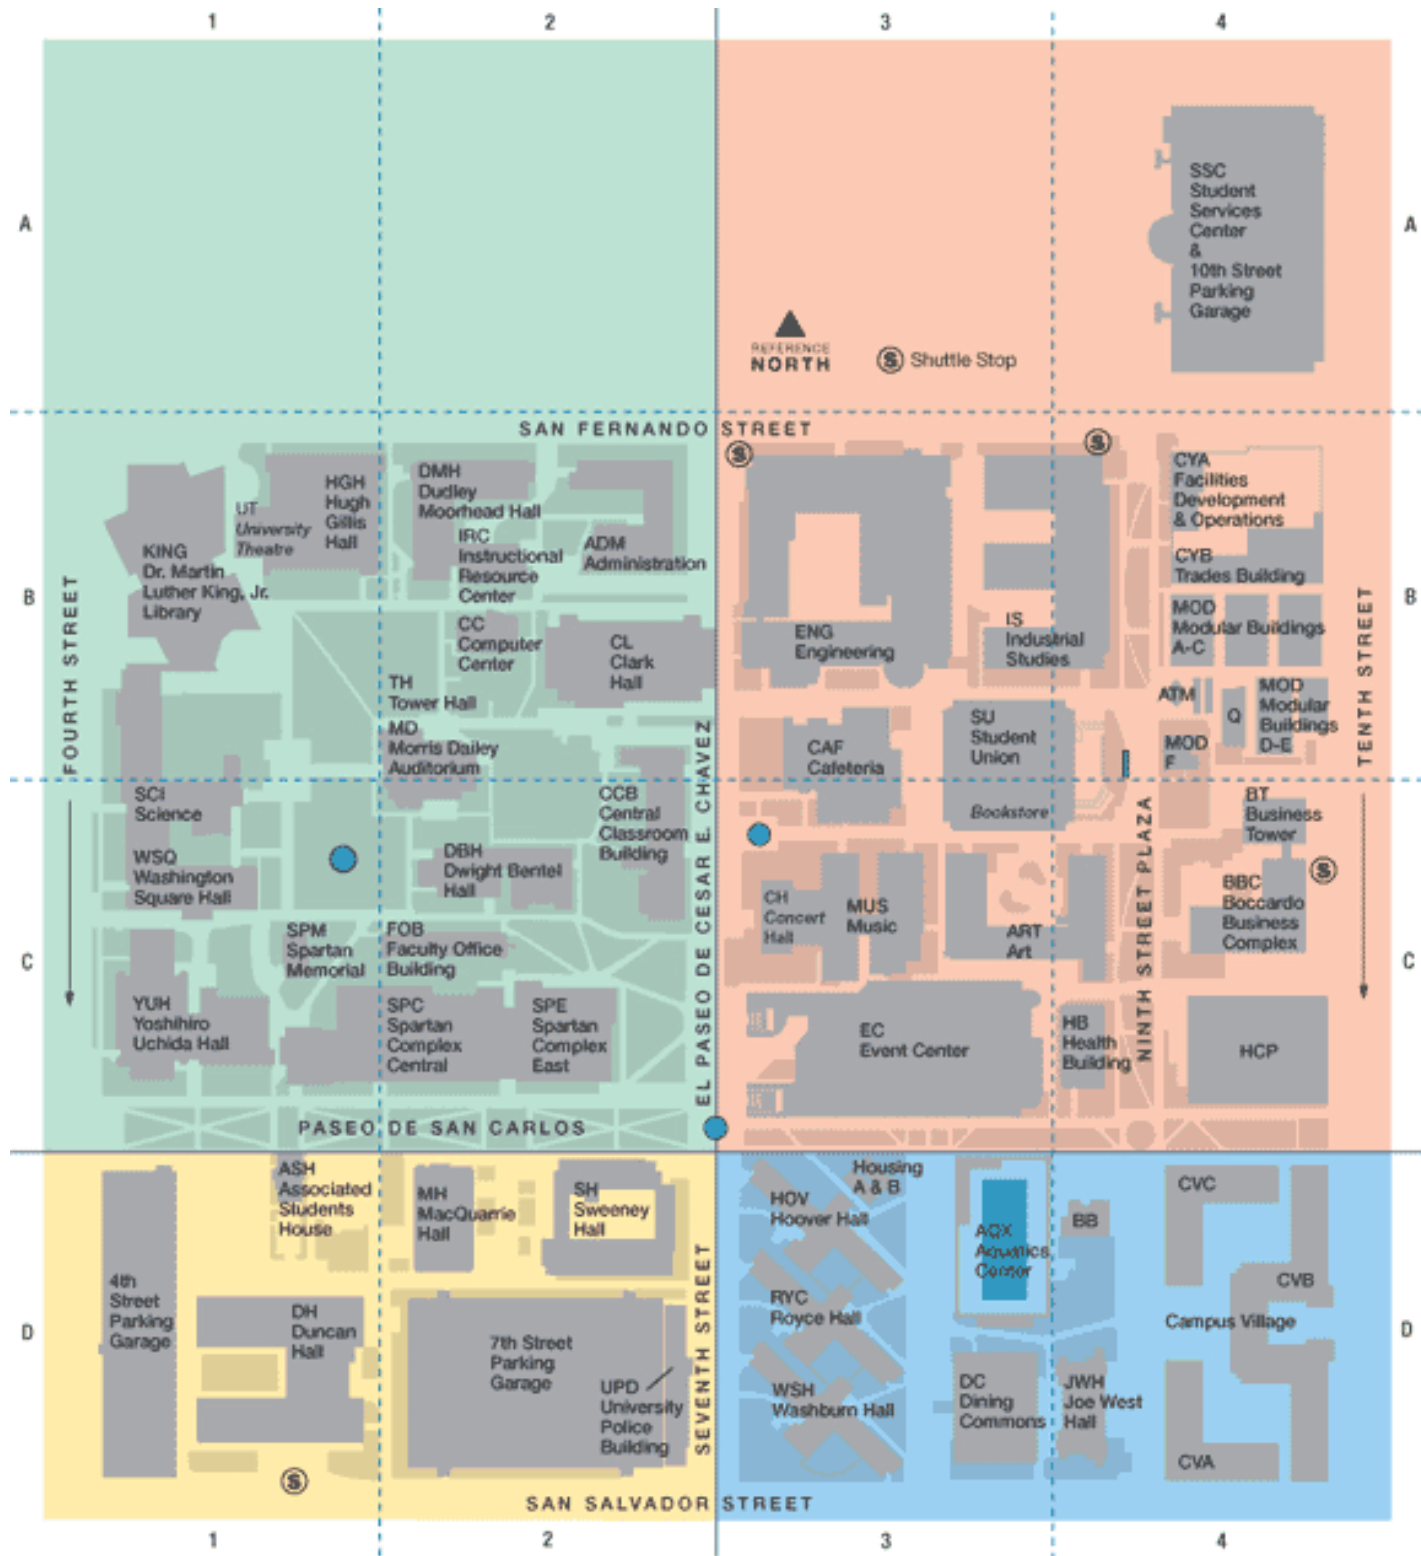 1 2 3 4
A A
SSC
Student
Services
Center
&
10th Street
Parking
Garage
REFERENCE
NORTH
S Shuttle Stop
SAN FERNANDO STREET
S
S
KING
Dr. Martin
Luther King, Jr.
Library
UT
University
Theatre
HGH
Hugh
Gillis
Hall
DMH
Dudley
Moorhead Hall
IRC
Instructional
Resource
Center
ADM
Administration
CC
Computer
Center
CL
Clark
Hall
TH
Tower Hall
MD
Morris Dailey
Auditorium
ENG
Engineering
IS
Industrial
Studies
CYA
Facilities
Development
& Operations
CYB
Trades Building
MOD
Modular Buildings
A-C
ATM
Q
MOD
Modular
Buildings
D-E
MOD
F
CAF
Cafeteria
SU
Student
Union
Bookstore
B B
FOURTH STREET
TENTH STREET
EL PASEO DE CESAR E. CHAVEZ
NINTH STREET PLAZA
SCI
Science
WSQ
Washington
Square Hall
CCB
Central
Classroom
Building
DBH
Dwight Bentel
Hall
SPM
Spartan
Memorial
FOB
Faculty Office
Building
YUH
Yoshihiro
Uchida Hall
SPC
Spartan
Complex
Central
SPE
Spartan
Complex
East
CH
Concert
Hall
MUS
Music
ART
Art
BT
Business
Tower
S
BBC
Boccardo
Business
Complex
EC
Event Center
HB
Health
Building
HCP
C C
PASEO DE SAN CARLOS
4th
Street
Parking
Garage
ASH
Associated
Students
House
MH
MacQuarrie
Hall
SH
Sweeney
Hall
DH
Duncan
Hall
7th Street
Parking
Garage
UPD
University
Police
Building
SEVENTH STREET
Housing
A & B
HOV
Hoover Hall
RYC
Royce Hall
WSH
Washburn Hall
AQX
Aquatics
Center
BB
DC
Dining
Commons
JWH
Joe West
Hall
CVC
CVB
Campus Village
CVA
D D
S
SAN SALVADOR STREET
1 2 3 4